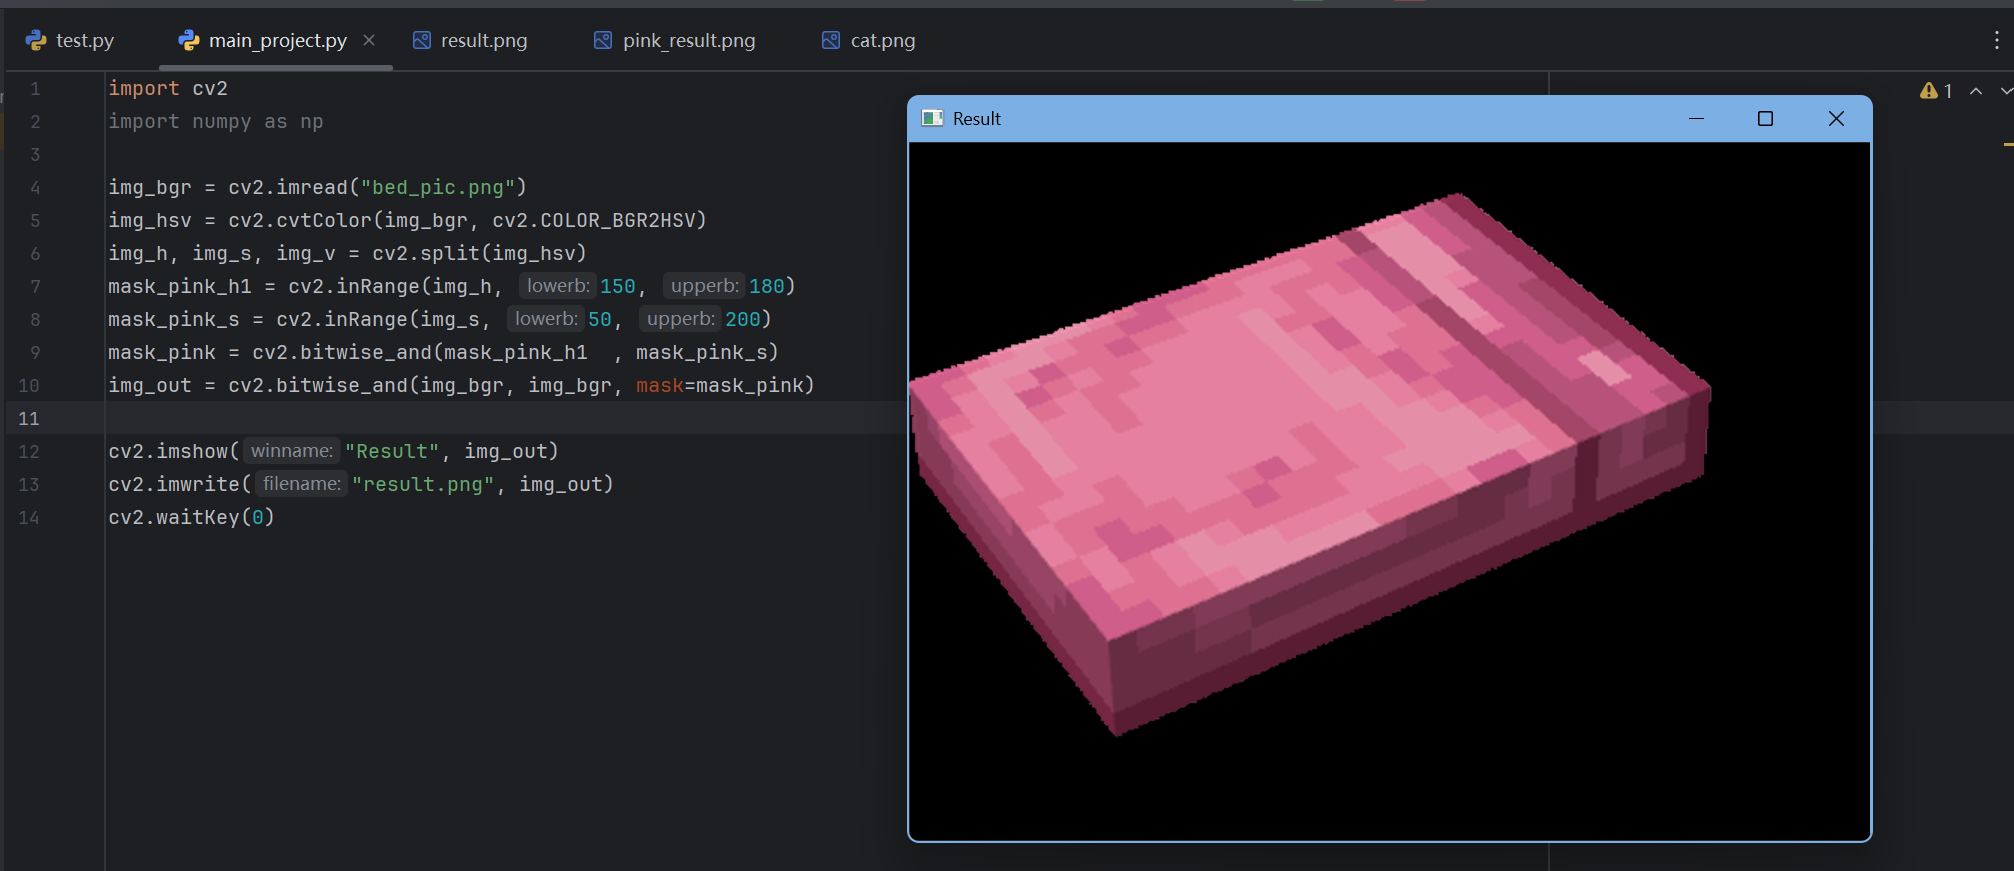 test.py main_project.py result.png pink_result.png cat.png
1 import cv2
2 import numpy as np
3
4 img_bgr = cv2.imread("bed_pic.png")
5 img_hsv = cv2.cvtColor(img_bgr, cv2.COLOR_BGR2HSV)
6 img_h, img_s, img_v = cv2.split(img_hsv)
7 mask_pink_h1 = cv2.inRange(img_h, lowerb: 150, upperb: 180)
8 mask_pink_s = cv2.inRange(img_s, lowerb: 50, upperb: 200)
9 mask_pink = cv2.bitwise_and(mask_pink_h1  , mask_pink_s)
10 img_out = cv2.bitwise_and(img_bgr, img_bgr, mask=mask_pink)
11
12 cv2.imshow( winname: "Result", img_out)
13 cv2.imwrite( filename: "result.png", img_out)
14 cv2.waitKey(0)
1
Result